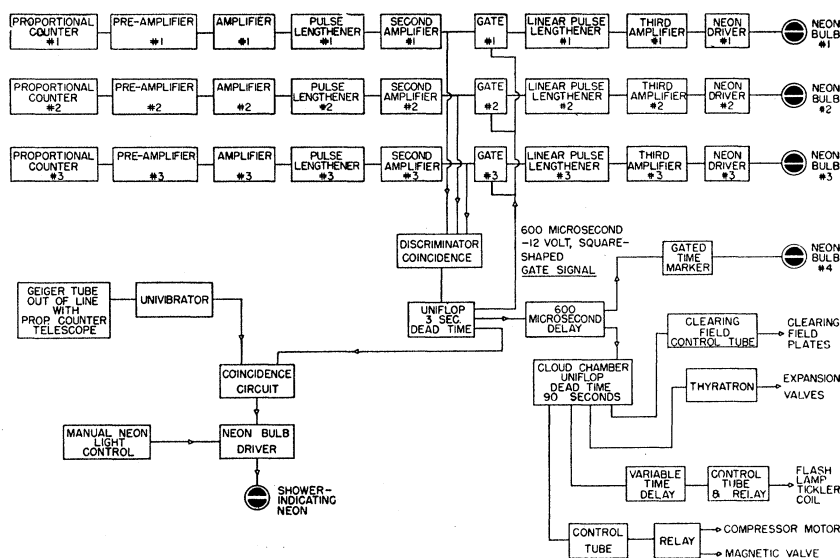 PROPORTIONAL
COUNTER
#1
PRE-AMPLIFIER
#1
AMPLIFIER
#1
PULSE
LENGTHENER
#1
SECOND
AMPLIFIER
#1
GATE
#1
LINEAR PULSE
LENGTHENER
#1
THIRD
AMPLIFIER
#1
NEON
DRIVER
#1
NEON
BULB
#1
PROPORTIONAL
COUNTER
#2
PRE-AMPLIFIER
#2
AMPLIFIER
#2
PULSE
LENGTHENER
#2
SECOND
AMPLIFIER
#2
GATE
#2
LINEAR PULSE
LENGTHENER
#2
THIRD
AMPLIFIER
#2
NEON
DRIVER
#2
NEON
BULB
#2
PROPORTIONAL
COUNTER
#3
PRE-AMPLIFIER
#3
AMPLIFIER
#3
PULSE
LENGTHENER
#3
SECOND
AMPLIFIER
#3
GATE
#3
LINEAR PULSE
LENGTHENER
#3
THIRD
AMPLIFIER
#3
NEON
DRIVER
#3
NEON
BULB
#3
DISCRIMINATOR
COINCIDENCE
600 MICROSECOND
-12 VOLT, SQUARE-
SHAPED
GATE SIGNAL
GATED
TIME
MARKER
NEON
BULB
#4
GEIGER TUBE
OUT OF LINE
WITH
PROP COUNTER
TELESCOPE
UNIVIBRATOR
UNIFLOP
3 SEC.
DEAD TIME
600
MICROSECOND
DELAY
CLEARING
FIELD
CONTROL TUBE
CLEARING
FIELD
PLATES
COINCIDENCE
CIRCUIT
CLOUD CHAMBER
UNIFLOP
DEAD TIME
90 SECONDS
THYRATRON
EXPANSION
VALVES
MANUAL NEON
LIGHT
CONTROL
NEON BULB
DRIVER
SHOWER-
INDICATING
NEON
VARIABLE
TIME
DELAY
CONTROL
TUBE
& RELAY
FLASH
LAMP
TICKLER
COIL
CONTROL
TUBE
RELAY
COMPRESSOR MOTOR
MAGNETIC VALVE